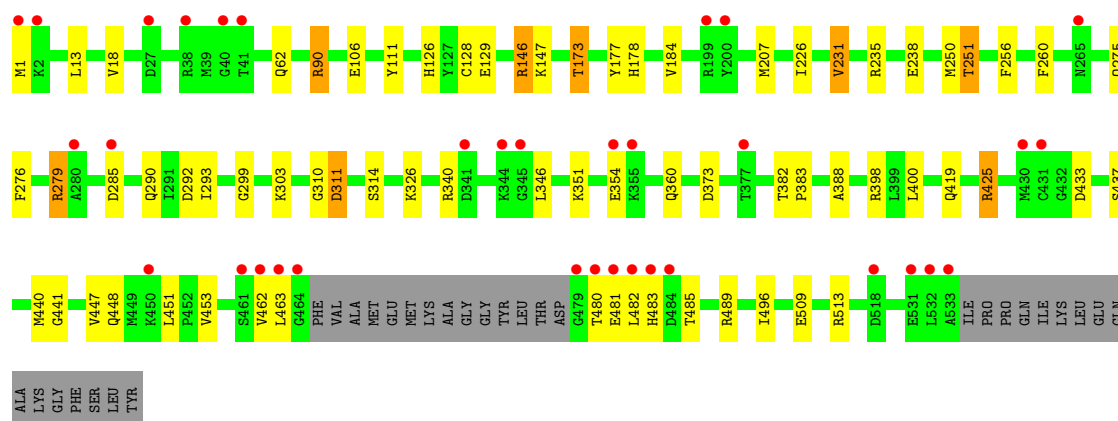 M1 K2 L13 V18 D27 R38 M39 G40 T41 Q62 R90 E106 Y111 H126 Y127 C128 E129 R146 K147 T173 Y177 H178 V184 R199 Y200 M207 I226 V231 R235 E238 M250 T251 F256 F260 N265
F276 R279 A280 D285 Q290 I291 D292 I293 G299 K303 G310 D311 S314 K326 R340 D341 K344 G345 L346 K351 E354 K355 Q360 D373 T377 T382 P383 A388 R398 L399 L400 Q419 R425 M430 C431 G432 D433 S437
M440 G441 V447 Q448 M449 K450 L451 P452 V453 S461 V462 L463 G464 PHE VAL ALA MET GLU MET LYS ALA GLY GLY TYR LEU THR ASP G479 T480 E481 L482 H483 D484 T485 R489 I496 E509 R513 D518 E531 L532 A533 ILE PRO PRO GLN ILE LYS LEU GLU GLN
ALA LYS GLY PHE SER LEU TYR